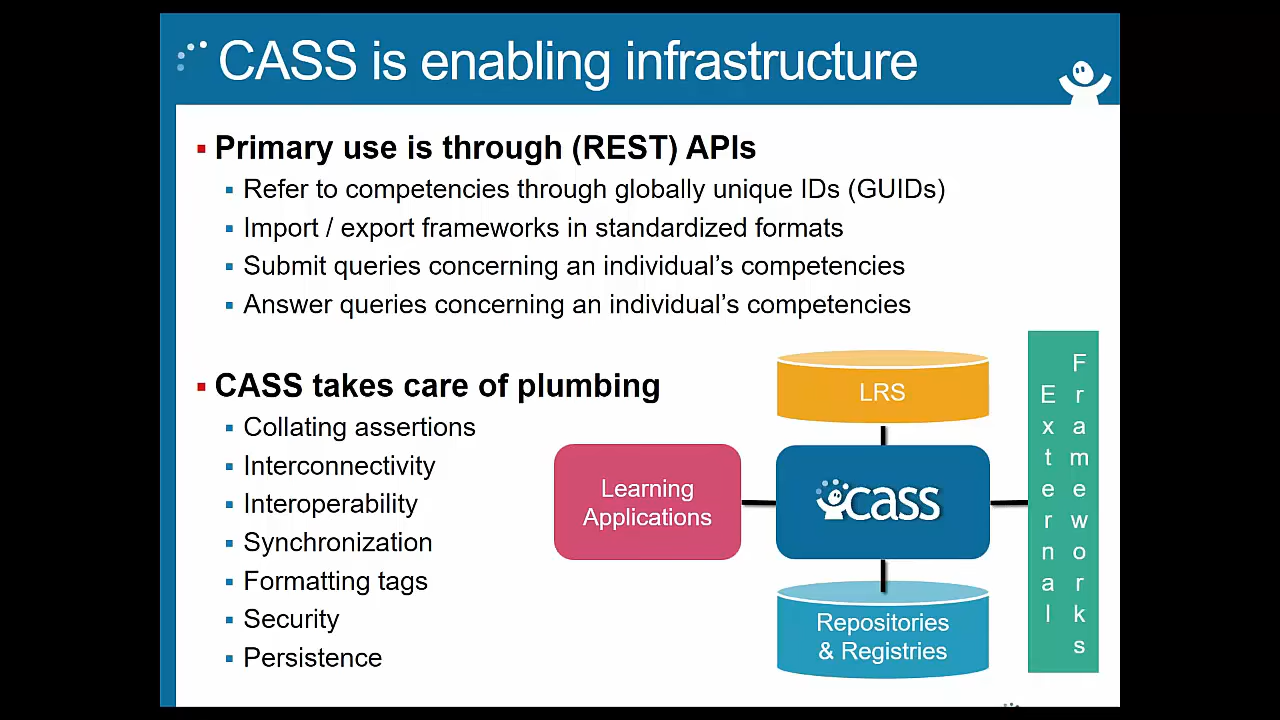 CASS is enabling infrastructure
Primary use is through (REST) APIs
Refer to competencies through globally unique IDs (GUIDs)
Import / export frameworks in standardized formats
Submit queries concerning an individual's competencies
Answer queries concerning an individual's competencies
CASS takes care of plumbing
Collating assertions
Interconnectivity
Interoperability
Synchronization
Formatting tags
Security
Persistence
LRS
Learning
Applications
cass
Repositories
& Registries
External
Frameworks